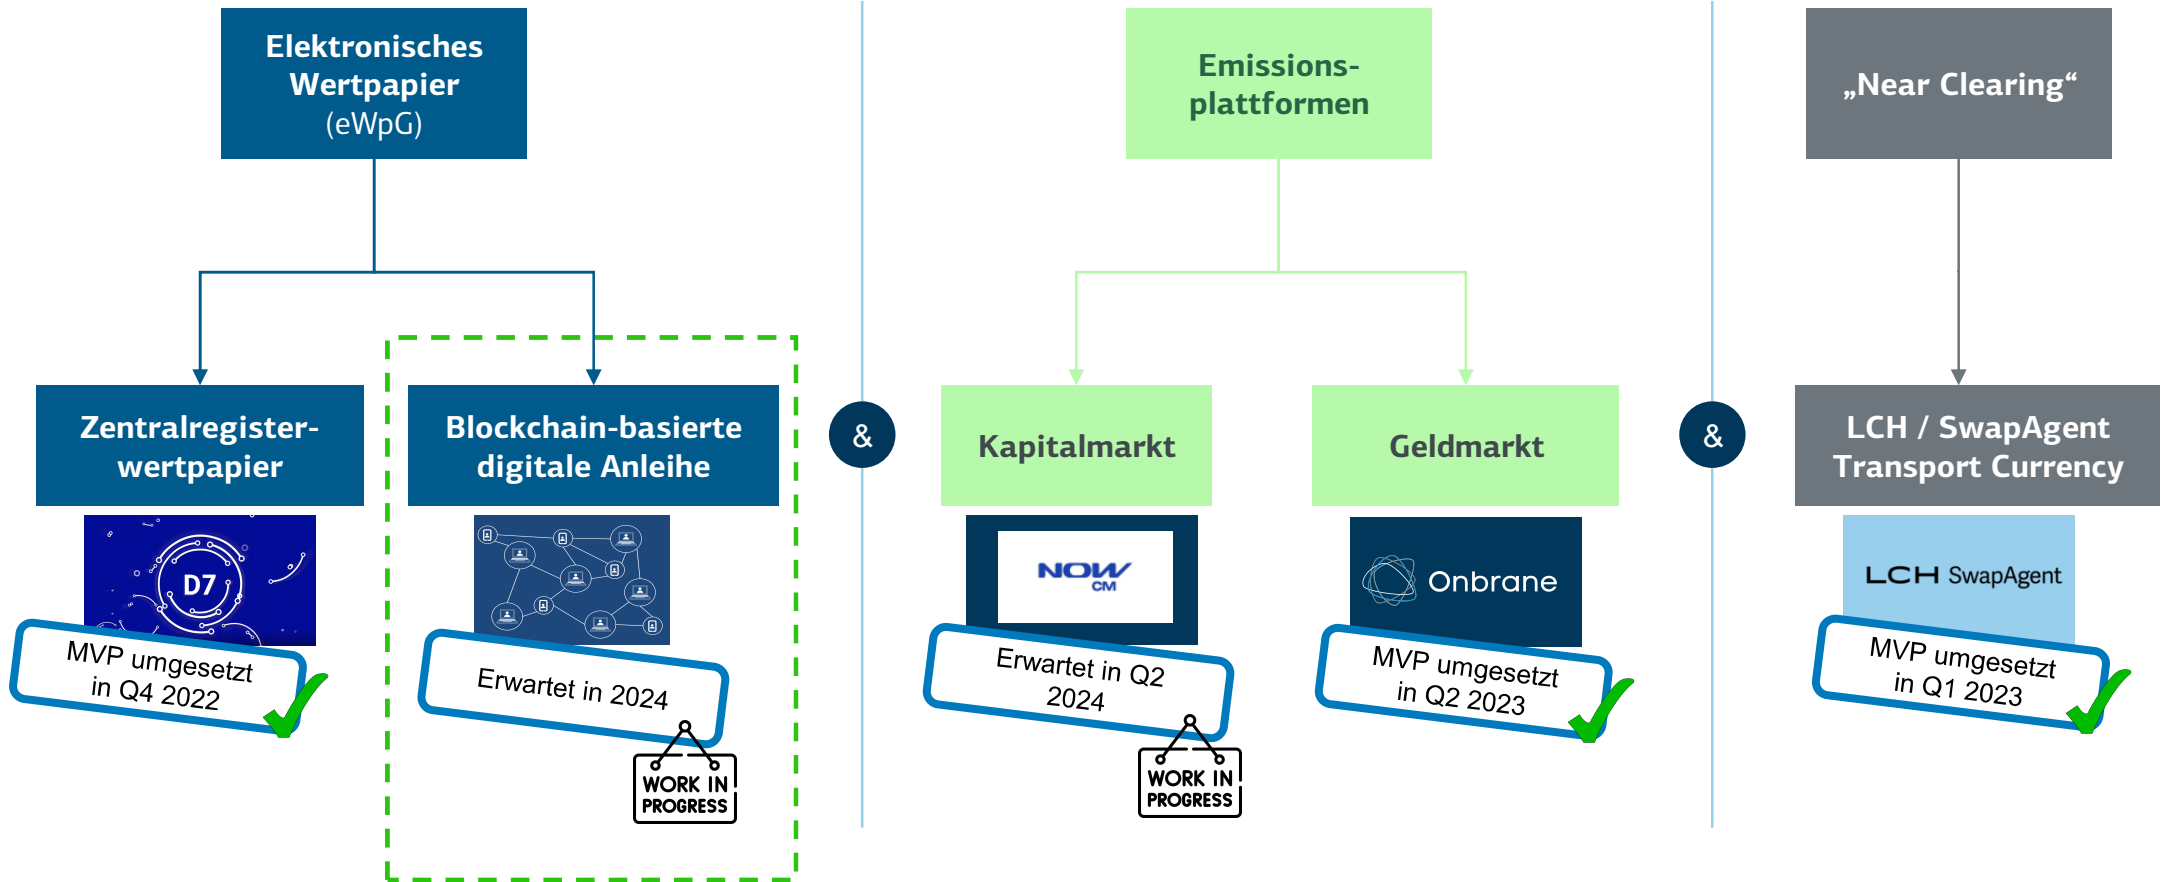 Elektronisches
Wertpapier
(eWpG)
Emissions-
plattformen
„Near Clearing“
Zentralregister-
wertpapier
Blockchain-basierte
digitale Anleihe
&
Kapitalmarkt
Geldmarkt
&
LCH / SwapAgent
Transport Currency
D7
NOW
CM
Onbrane
LCH SwapAgent
MVP umgesetzt
in Q4 2022
Erwartet in 2024
WORK IN
PROGRESS
Erwartet in Q2
2024
WORK IN
PROGRESS
MVP umgesetzt
in Q2 2023
MVP umgesetzt
in Q1 2023